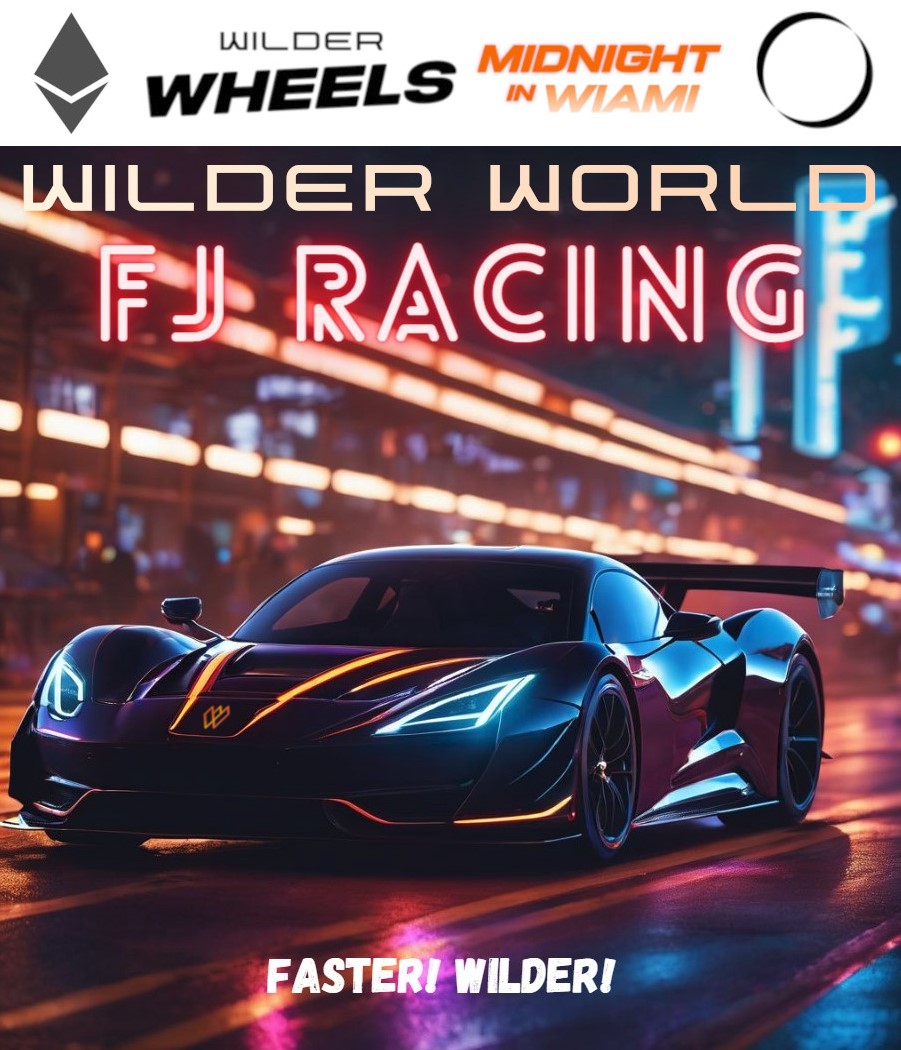 WILDER
WHEELS
MIDNIGHT
IN WIAMI
WILDER WORLD
FJ RACING
FASTER! WILDER!